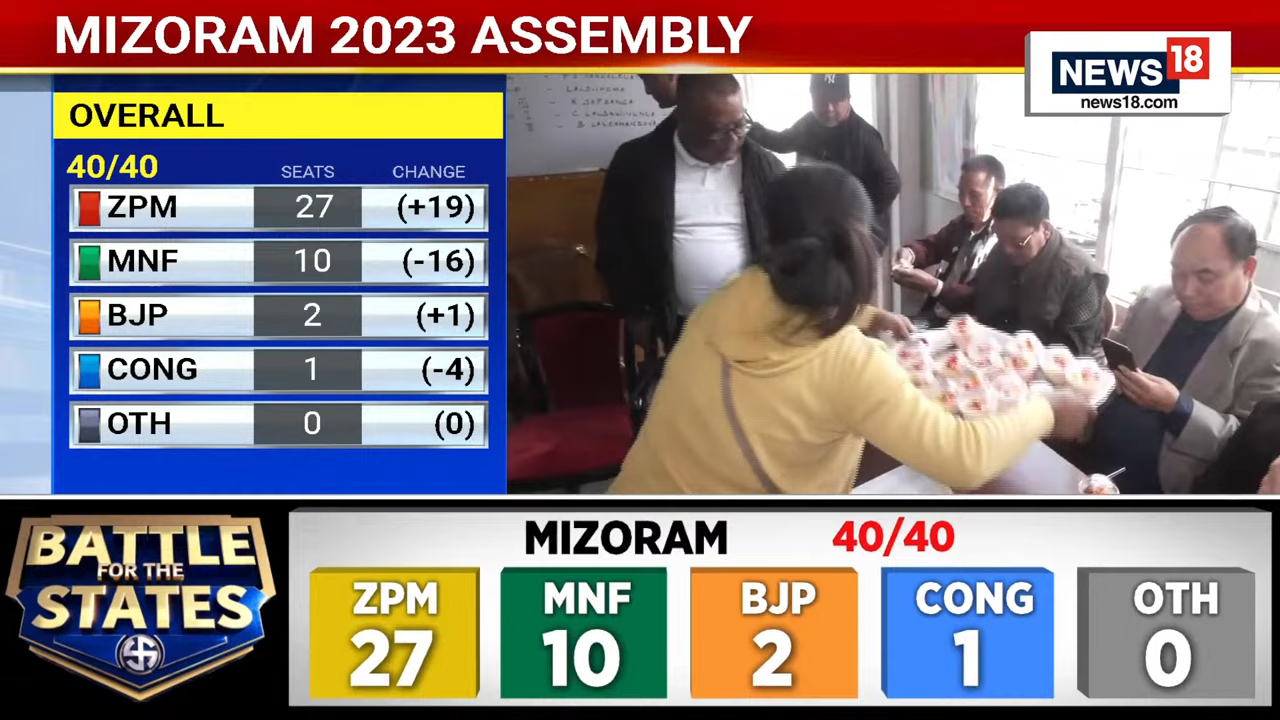 MIZORAM 2023 ASSEMBLY
NEWS 18
news18.com
OVERALL
40/40 SEATS CHANGE
ZPM 27 (+19)
MNF 10 (-16)
BJP 2 (+1)
CONG 1 (-4)
OTH 0 (0)
BATTLE
FOR THE
STATES
MIZORAM 40/40
ZPM MNF BJP CONG OTH
27 10 2 1 0